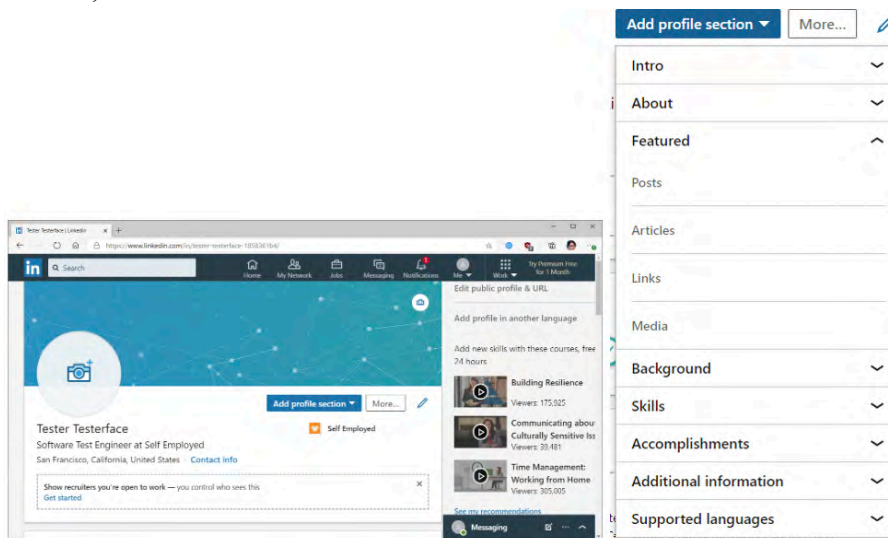 Add profile section
More...
Intro
About
Featured
Posts
Articles
Links
Media
Background
Skills
Accomplishments
Additional information
Supported languages
Tester Testerface | LinkedIn
https://www.linkedin.com/in/tester-testerface-
in
Search
Home
My Network
Jobs
Messaging
1
Notifications
Me
Work
Try Premium Free
for 1 Month
Add profile section
More...
Tester Testerface
Self Employed
Software Test Engineer at Self Employed
San Francisco, California, United States
Contact info
Show recruiters you're open to work — you control who sees this
Get started
Edit public profile & URL
Add profile in another language
Add new skills with these courses, free
24 hours
Building Resilience
Viewers: 175,925
Communicating about
Culturally Sensitive Iss
Viewers: 39,481
Time Management:
Working from Home
Viewers: 305,005
See my recommendations
Messaging